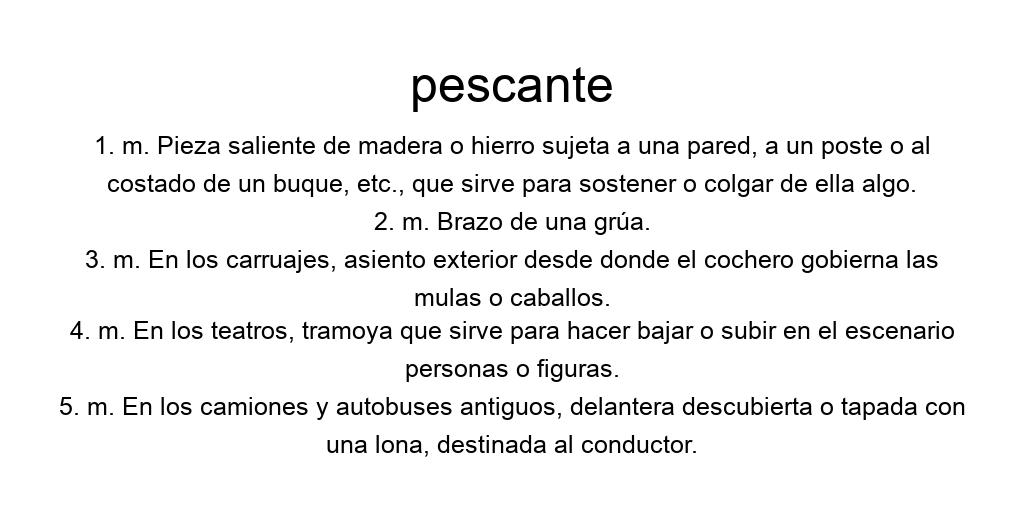 pescante
1. m. Pieza saliente de madera o hierro sujeta a una pared, a un poste o al
costado de un buque, etc., que sirve para sostener o colgar de ella algo.
2. m. Brazo de una grúa.
3. m. En los carruajes, asiento exterior desde donde el cochero gobierna las
mulas o caballos.
4. m. En los teatros, tramoya que sirve para hacer bajar o subir en el escenario
personas o figuras.
5. m. En los camiones y autobuses antiguos, delantera descubierta o tapada con
una lona, destinada al conductor.